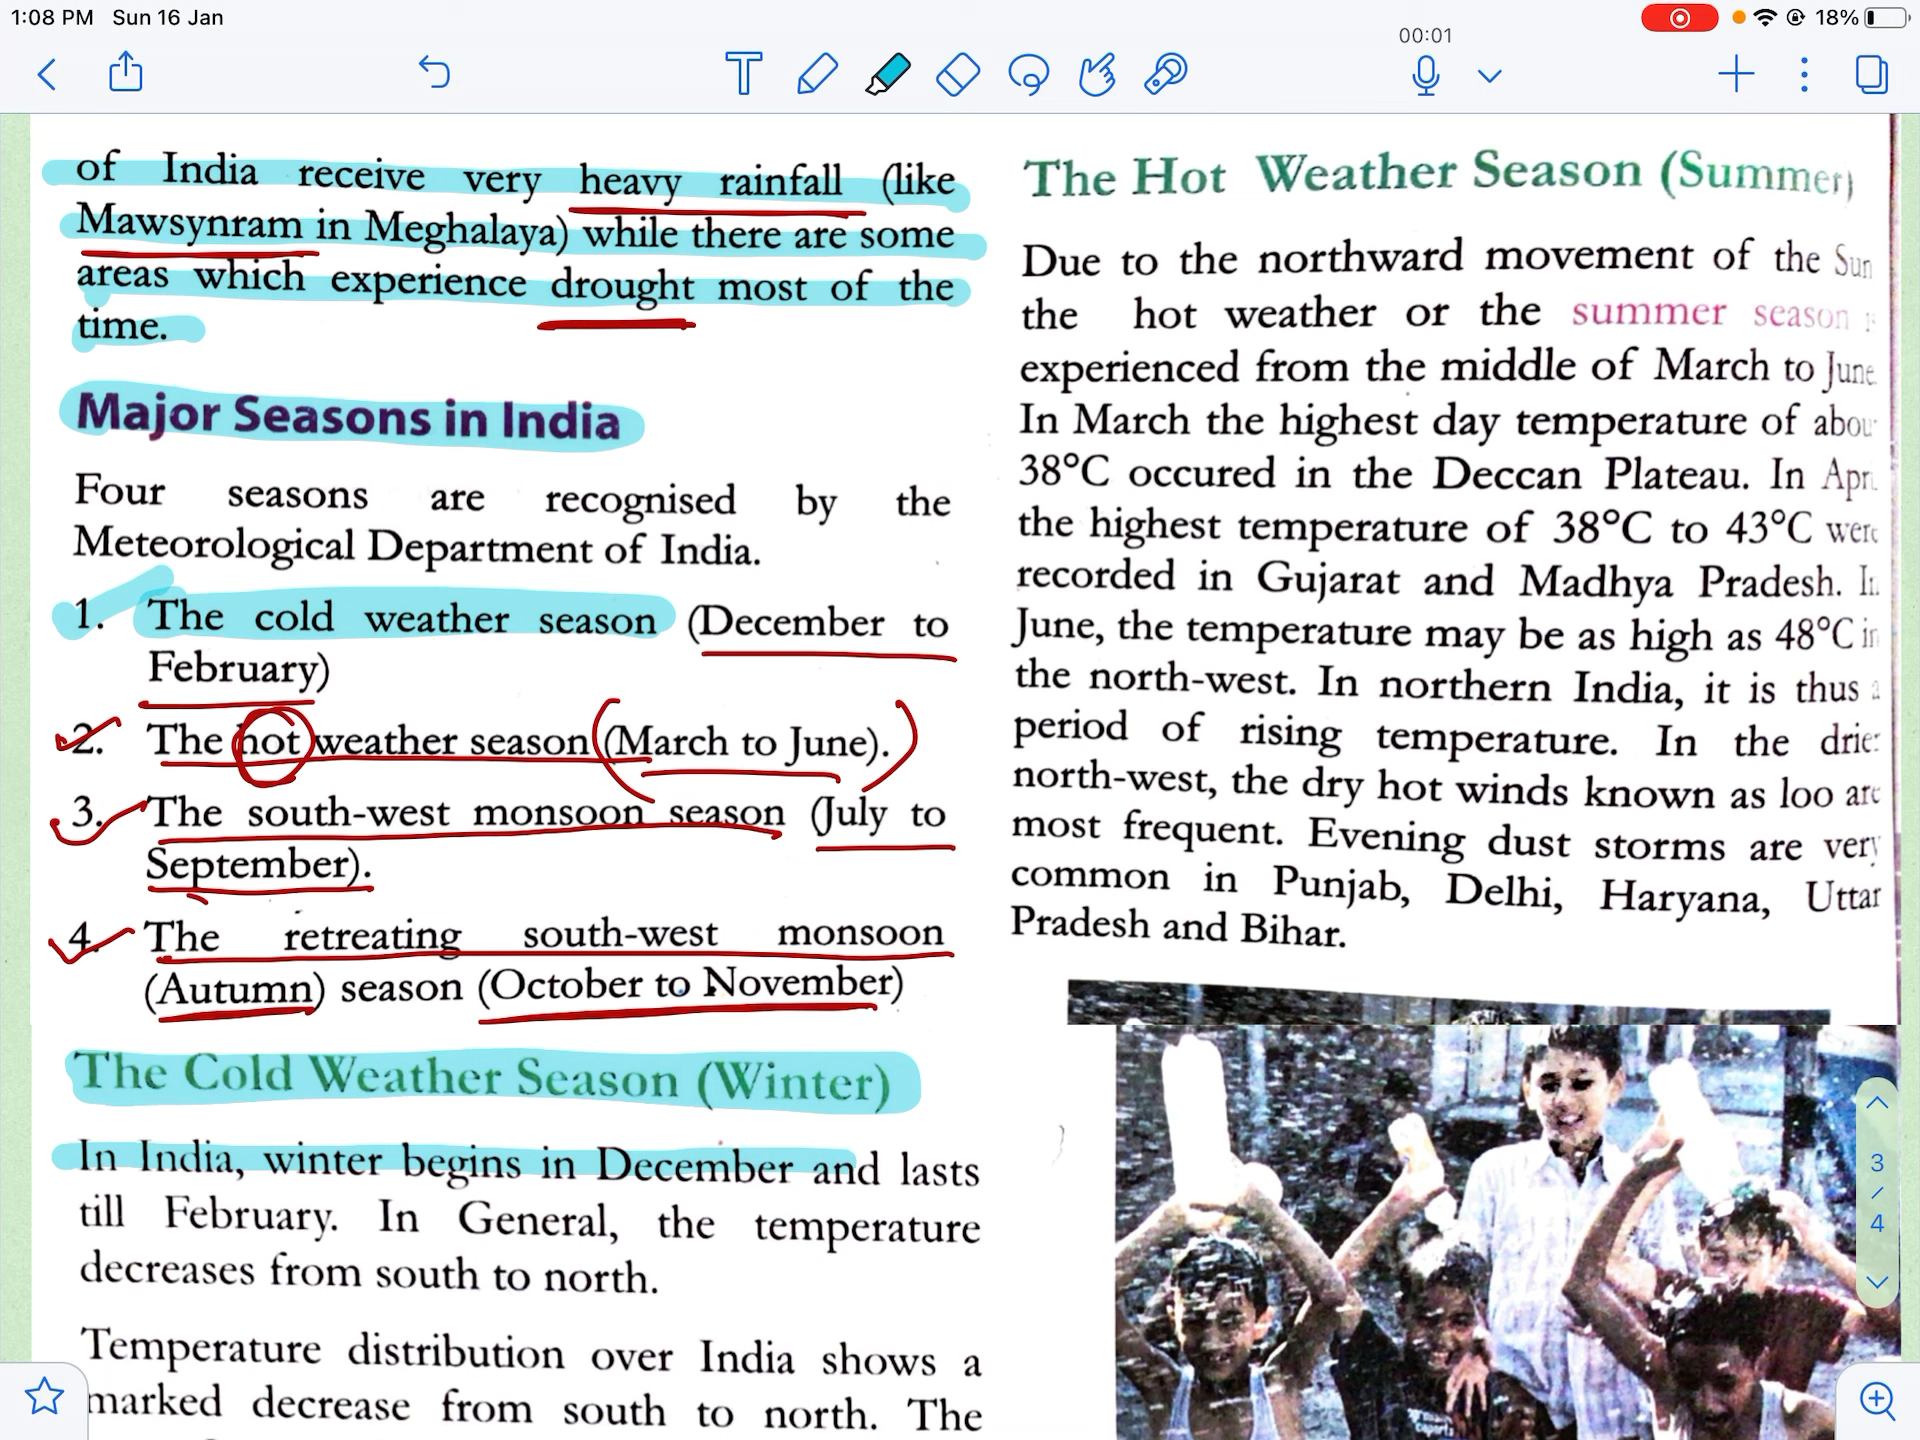 1:08 PM Sun 16 Jan
18%
00:01
of India receive very heavy rainfall (like
Mawsynram in Meghalaya) while there are some
areas which experience drought most of the
time.
Major Seasons in India
Four seasons are recognised by the
Meteorological Department of India.
1. The cold weather season (December to
February)
2. The hot weather season (March to June).
3. The south-west monsoon season (July to
September).
4. The retreating south-west monsoon
(Autumn) season (October to November)
The Cold Weather Season (Winter)
In India, winter begins in December and lasts
till February. In General, the temperature
decreases from south to north.
Temperature distribution over India shows a
marked decrease from south to north. The
The Hot Weather Season (Summer)
Due to the northward movement of the Sun
the hot weather or the summer season
experienced from the middle of March to June
In March the highest day temperature of abou
38°C occured in the Deccan Plateau. In Apri
the highest temperature of 38°C to 43°C were
recorded in Gujarat and Madhya Pradesh. In
June, the temperature may be as high as 48°C in
the north-west. In northern India, it is thus a
period of rising temperature. In the drier
north-west, the dry hot winds known as loo are
most frequent. Evening dust storms are very
common in Punjab, Delhi, Haryana, Uttar
Pradesh and Bihar.
3
/
4